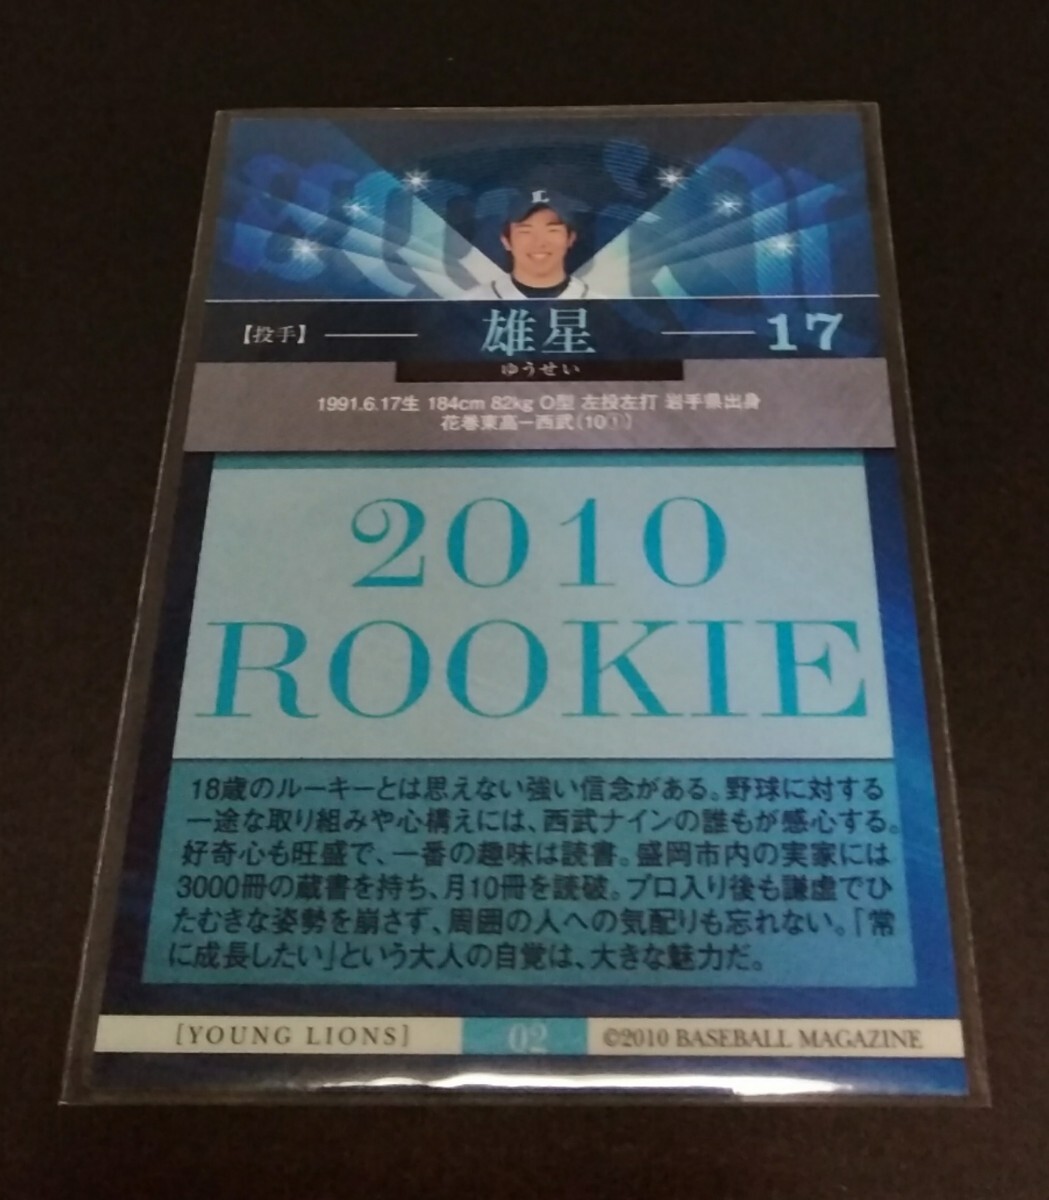 【投手】 雄星 17
ゆうせい
1991.6.17生 184cm 82kg O型 左投左打 岩手県出身
花巻東高－西武(10①)
2010
ROOKIE
18歳のルーキーとは思えない強い信念がある。野球に対する
一途な取り組みや心構えには、西武ナインの誰もが感心する。
好奇心も旺盛で、一番の趣味は読書。盛岡市内の実家には
3000冊の蔵書を持ち、月10冊を読破。プロ入り後も謙虚でひ
たむきな姿勢を崩さず、周囲の人への気配りも忘れない。「常
に成長したい」という大人の自覚は、大きな魅力だ。
[YOUNG LIONS] 02 ©2010 BASEBALL MAGAZINE